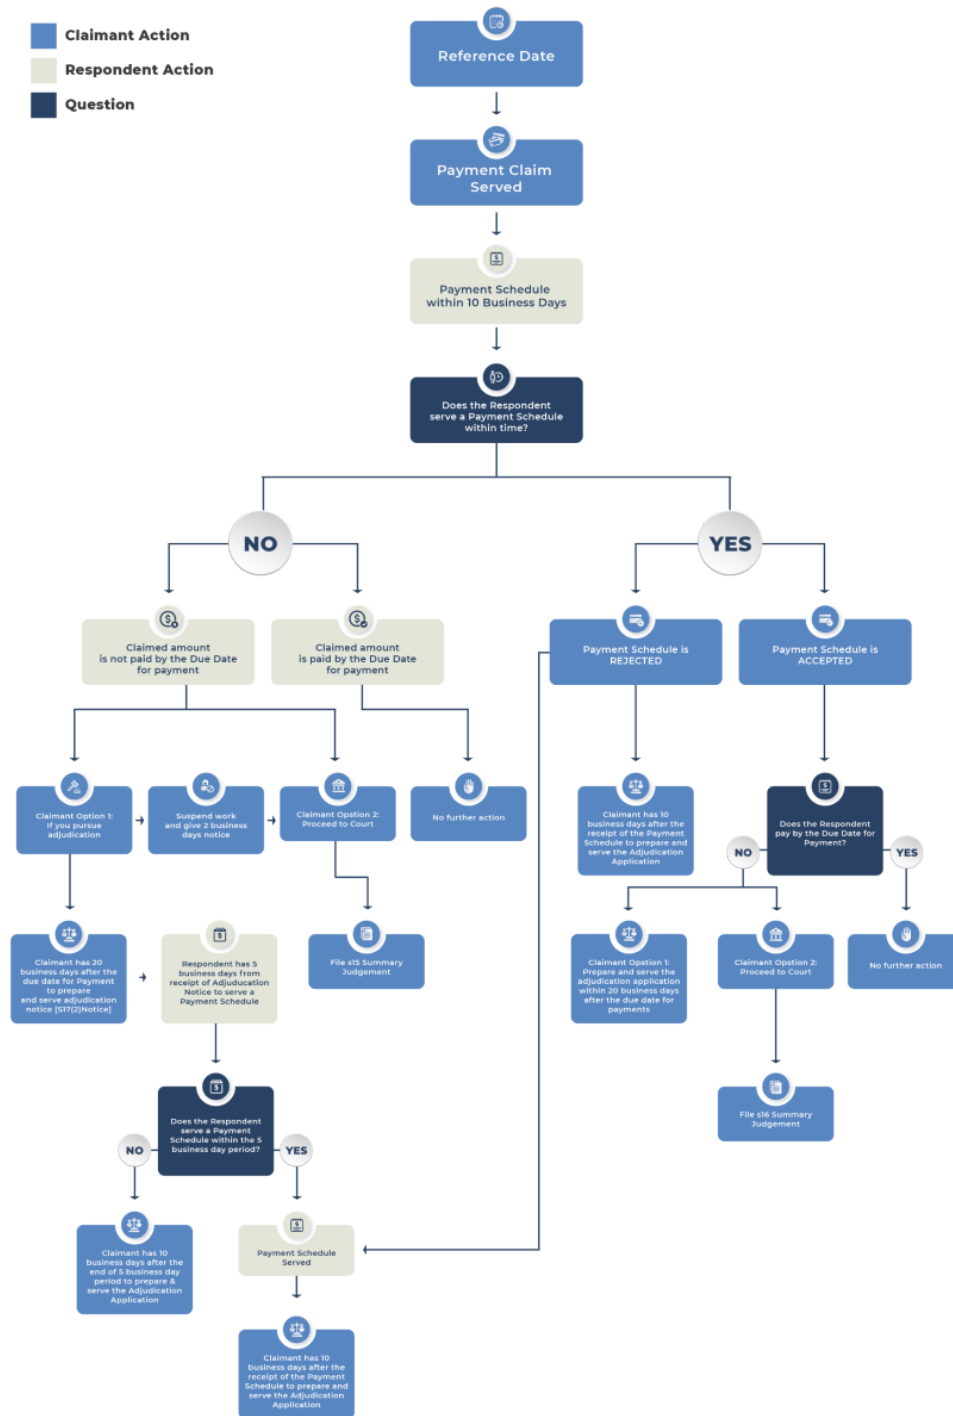 Claimant Action
Respondent Action
Question
Reference Date
Payment Claim
Served
Payment Schedule
within 10 Business Days
Does the Respondent
serve a Payment Schedule
within time?
NO
YES
Claimed amount
is not paid by the Due Date
for payment
Claimed amount
is paid by the Due Date
for payment
Payment Schedule is
REJECTED
Payment Schedule is
ACCEPTED
Claimant Option 1:
If you pursue
adjudication
Suspend work
and give 2 business
days notice
Claimant Opstion 2:
Proceed to Court
No further action
Claimant has 10
business days after the
receipt of the Payment
Schedule to prepare and
serve the Adjudication
Application
Does the Respondent
pay by the Due Date for
Payment?
NO
YES
Claimant has 20
business days after the
due date for Payment
to prepare
and serve adjudication
notice [S17(2)Notice]
Respondent has 5
business days from
receipt of Adjuducation
Notice to serve a
Payment Schedule
File s15 Summary
Judgement
Claimant Option 1:
Prepare and serve the
adjudication application
within 20 business days
after the due date for
payments
Claimant Option 2:
Proceed to Court
No further action
Does the Respondent
serve a Payment
Schedule within the 5
business day period?
NO
YES
File s16 Summary
Judgement
Claimant has 10
business days after the
end of 5 business day
period to prepare &
serve the Adjudication
Application
Payment Schedule
Served
Claimant has 10
business days after the
receipt of the Payment
Schedule to prepare and
serve the Adjudication
Application